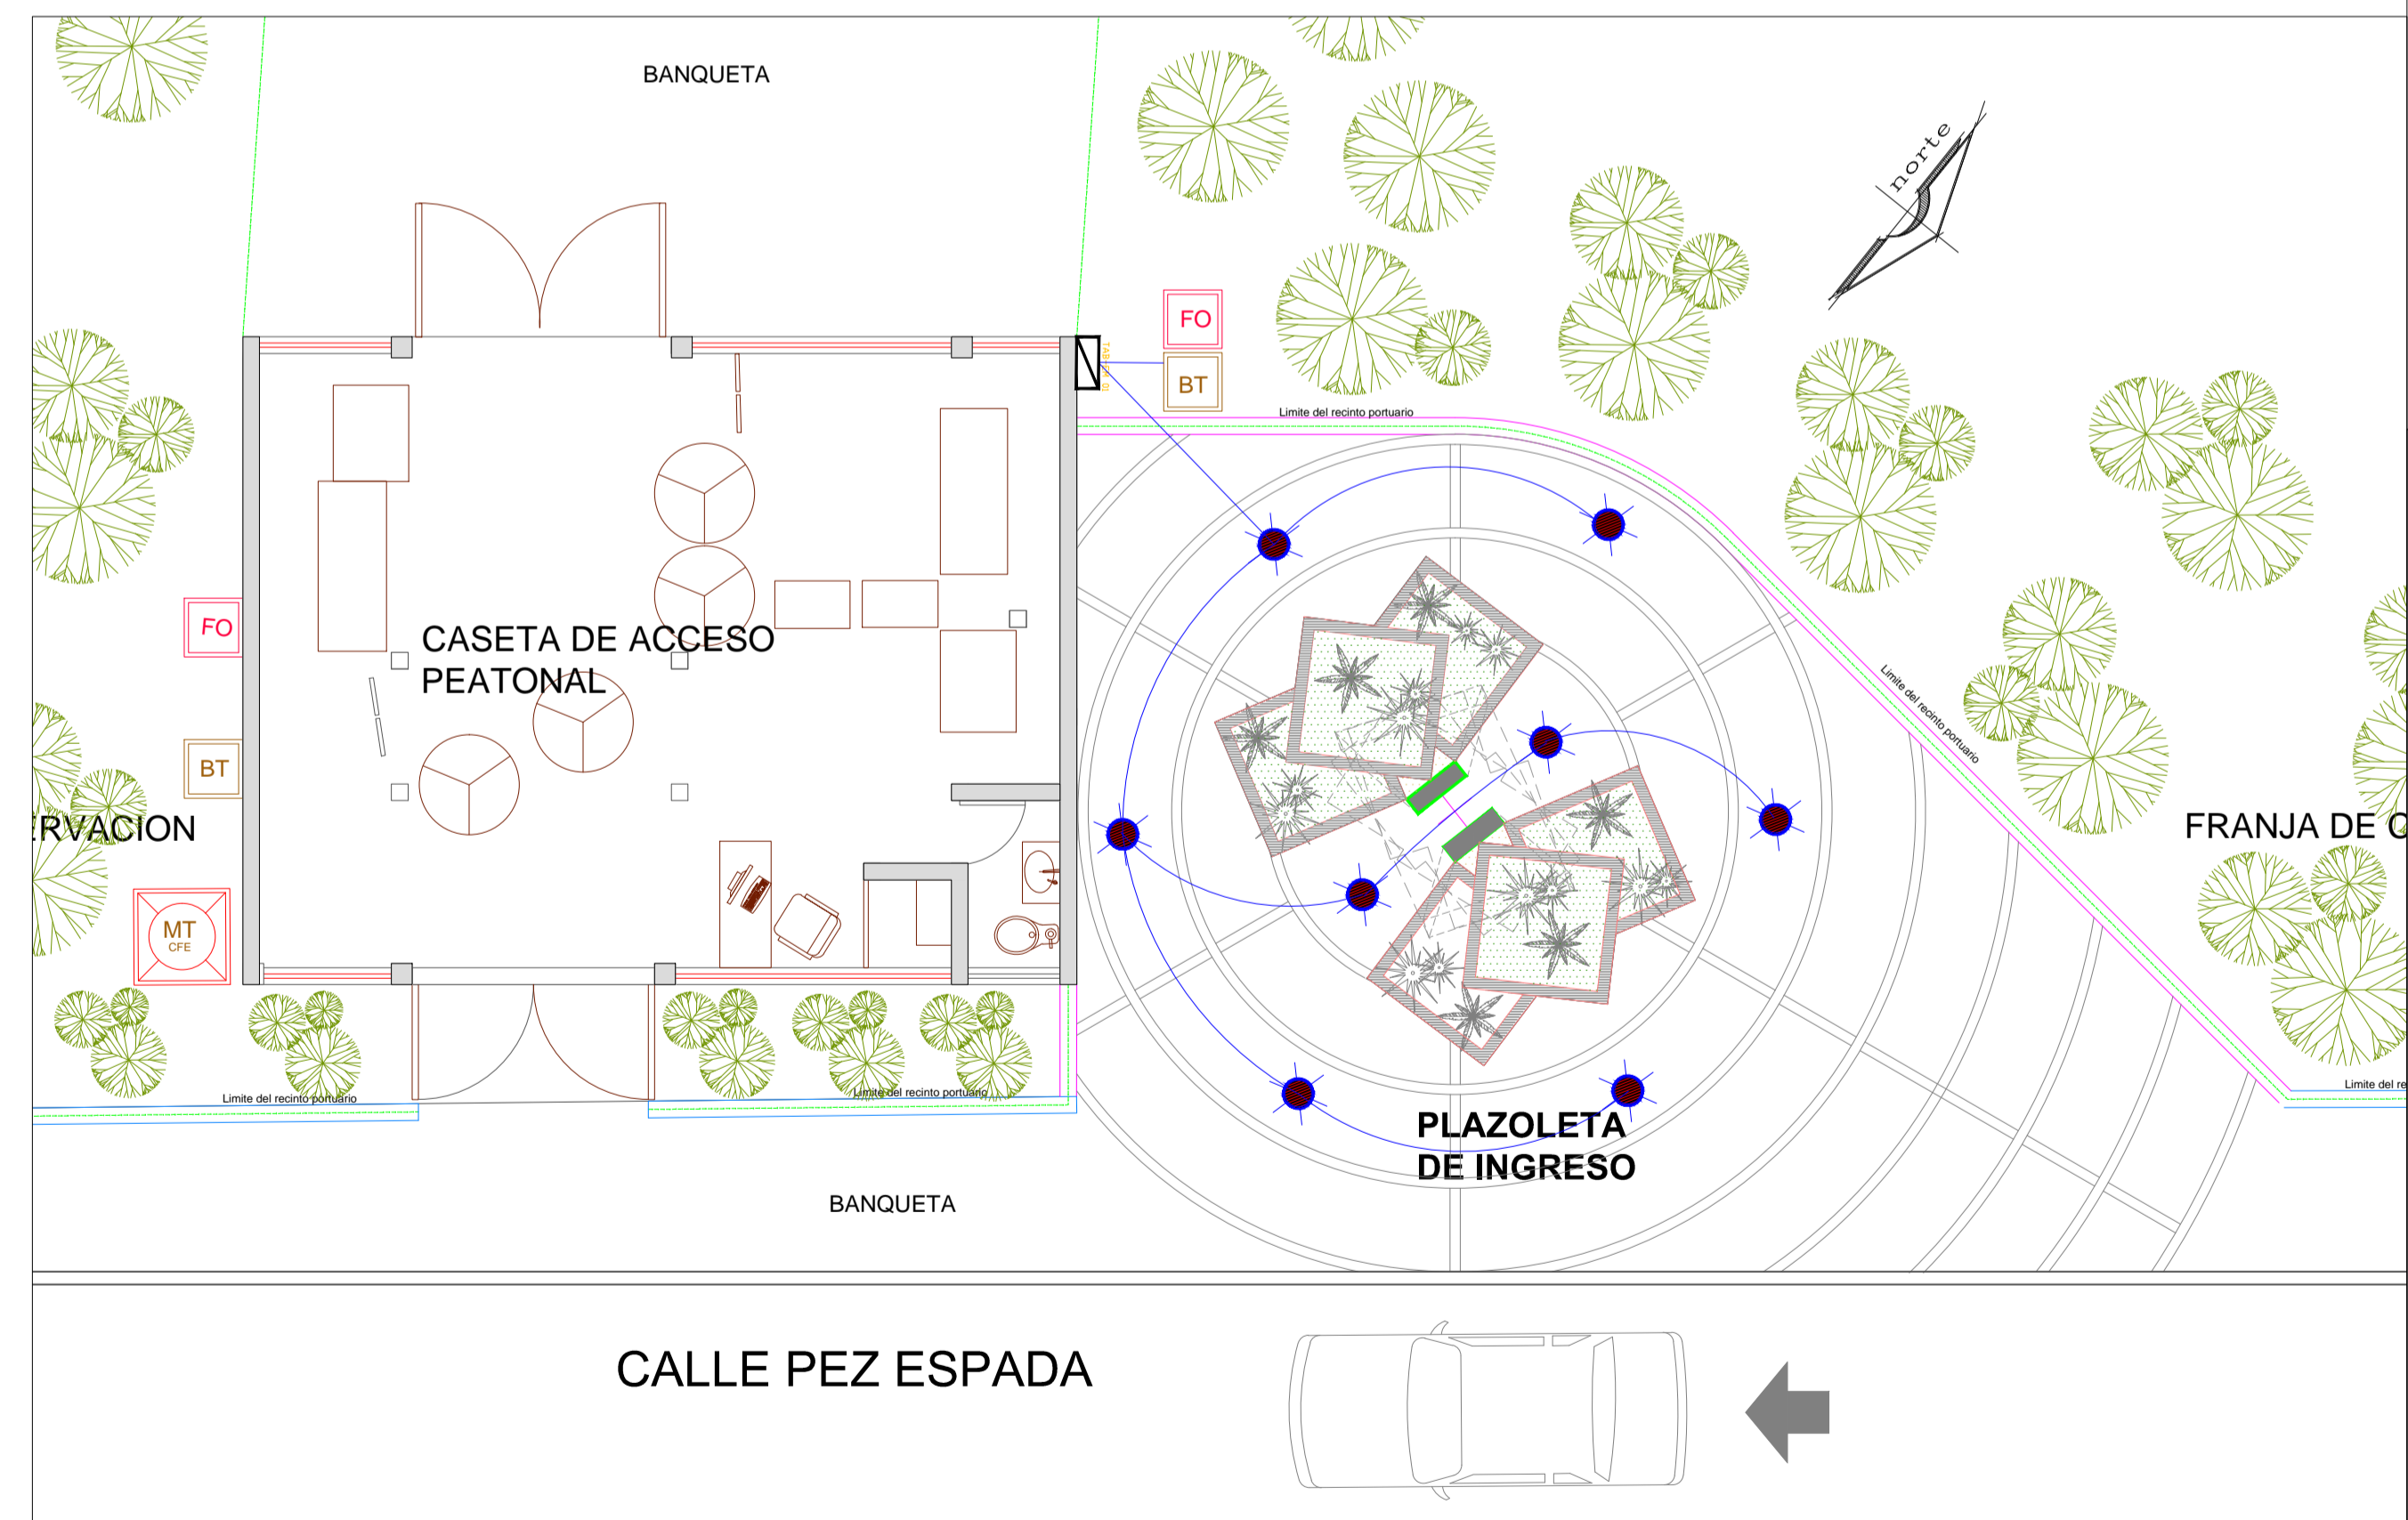 BANQUETA
norte
FO
BT
Limite del recinto portuario
CASETA DE ACCESO
PEATONAL
FO
BT
Limite del recinto portuario
ERVACION
FRANJA DE C
MT
CFE
Limite del recinto portuario
Limite del recinto portuario
Limite del re
PLAZOLETA
DE INGRESO
BANQUETA
CALLE PEZ ESPADA